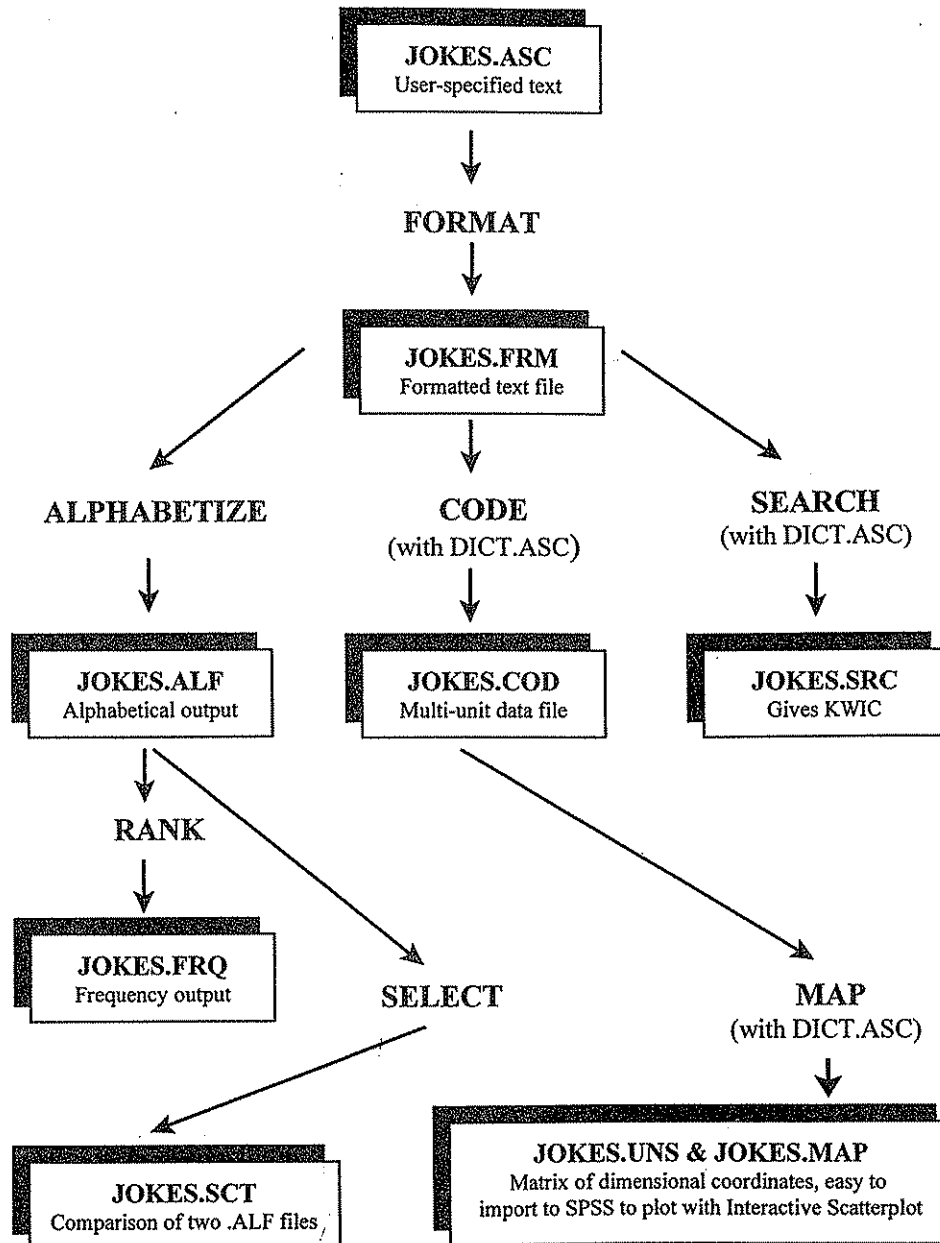 JOKES.ASC
User-specified text
FORMAT
JOKES.FRM
Formatted text file
ALPHABETIZE
CODE
(with DICT.ASC)
SEARCH
(with DICT.ASC)
JOKES.ALF
Alphabetical output
JOKES.COD
Multi-unit data file
JOKES.SRC
Gives KWIC
RANK
JOKES.FRQ
Frequency output
SELECT
MAP
(with DICT.ASC)
JOKES.SCT
Comparison of two .ALF files
JOKES.UNS & JOKES.MAP
Matrix of dimensional coordinates, easy to
import to SPSS to plot with Interactive Scatterplot